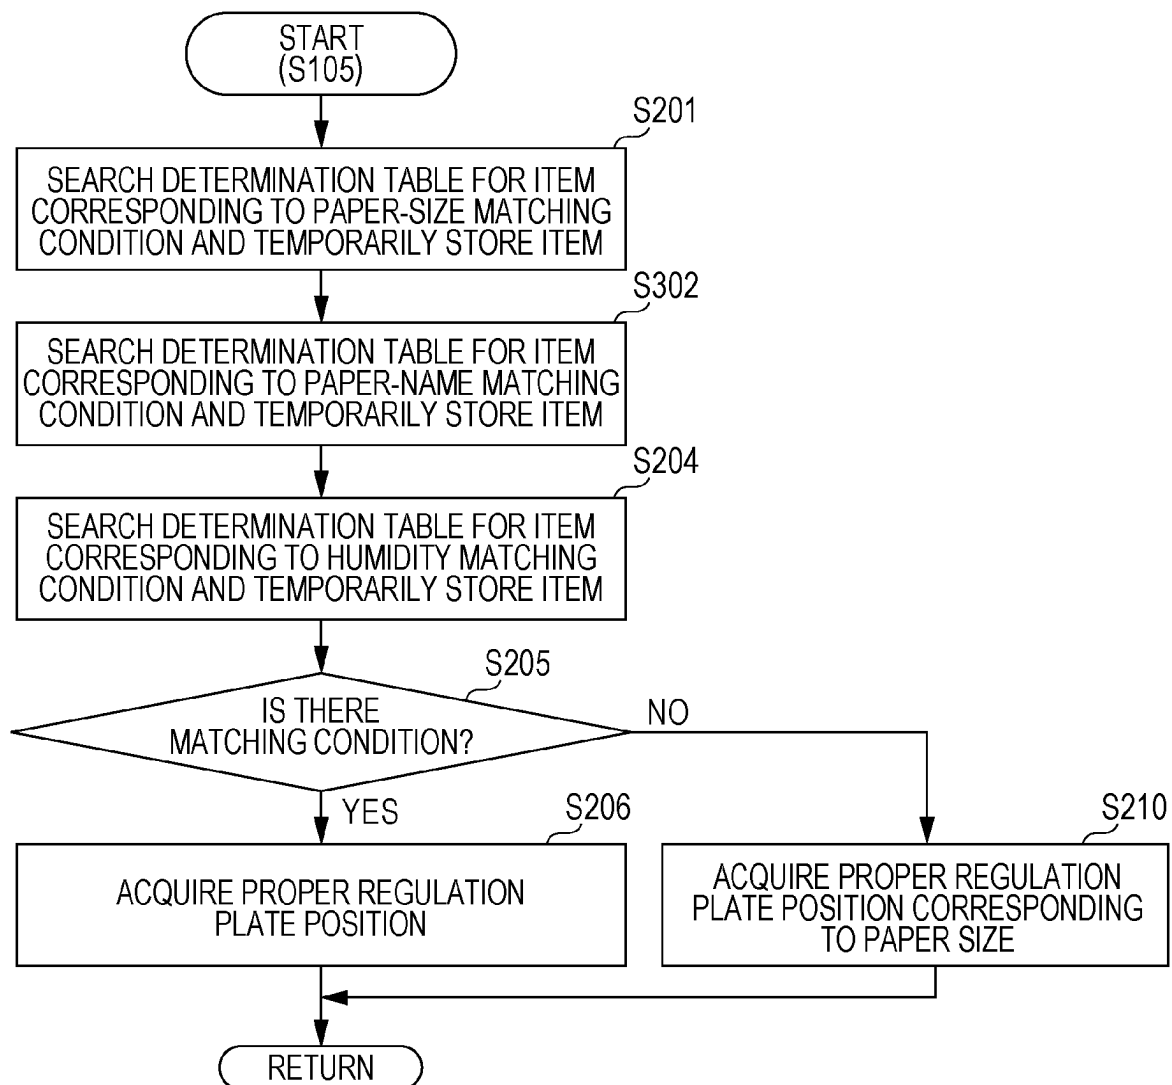 START
(S105)
S201
SEARCH DETERMINATION TABLE FOR ITEM
CORRESPONDING TO PAPER-SIZE MATCHING
CONDITION AND TEMPORARILY STORE ITEM
S302
SEARCH DETERMINATION TABLE FOR ITEM
CORRESPONDING TO PAPER-NAME MATCHING
CONDITION AND TEMPORARILY STORE ITEM
S204
SEARCH DETERMINATION TABLE FOR ITEM
CORRESPONDING TO HUMIDITY MATCHING
CONDITION AND TEMPORARILY STORE ITEM
S205
IS THERE
MATCHING CONDITION?
NO
YES
S206
ACQUIRE PROPER REGULATION
PLATE POSITION
S210
ACQUIRE PROPER REGULATION
PLATE POSITION CORRESPONDING
TO PAPER SIZE
RETURN